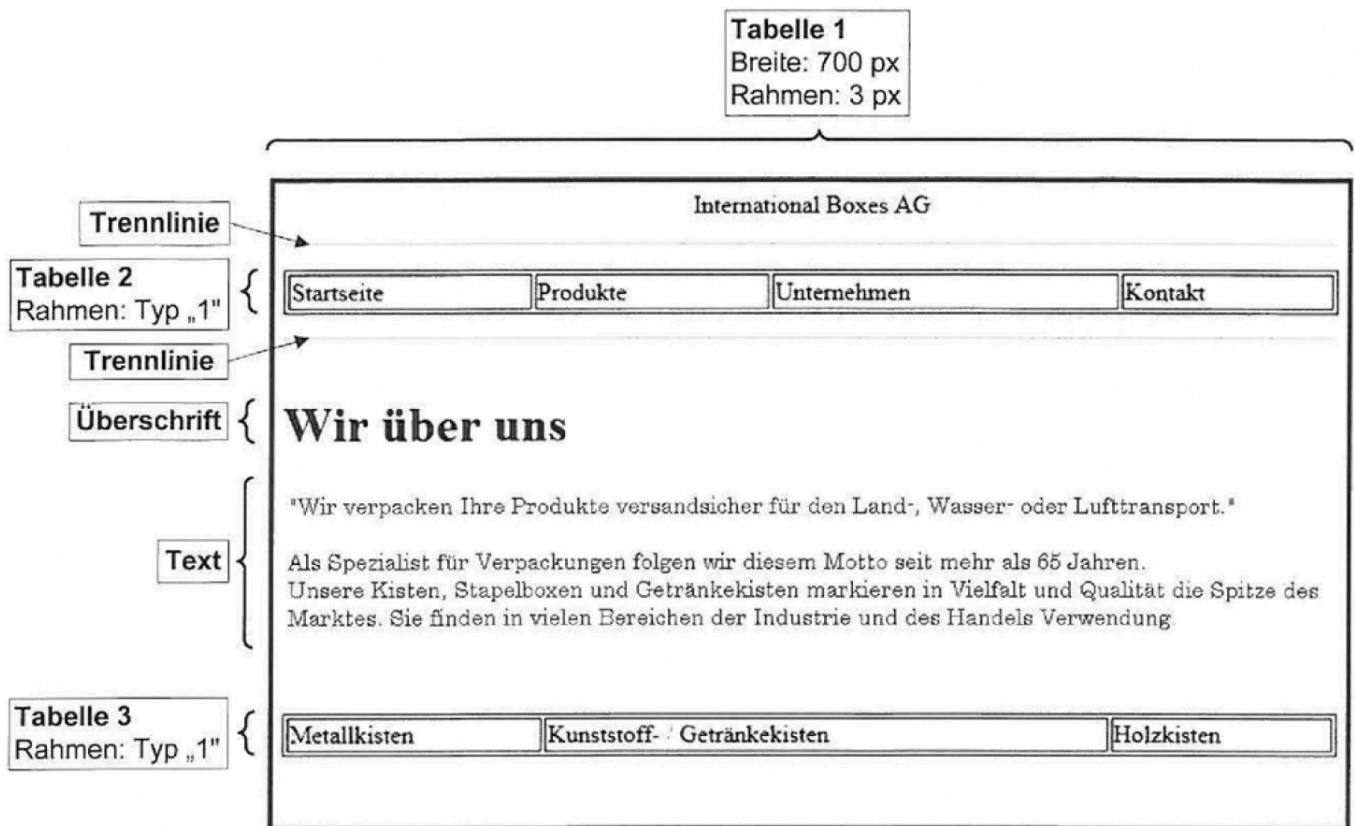 Tabelle 1
Breite: 700 px
Rahmen: 3 px
International Boxes AG
Trennlinie
Tabelle 2
Rahmen: Typ „1"
Startseite
Produkte
Unternehmen
Kontakt
Trennlinie
Überschrift
Wir über uns
Text
"Wir verpacken Ihre Produkte versandsicher für den Land-, Wasser- oder Lufttransport."
Als Spezialist für Verpackungen folgen wir diesem Motto seit mehr als 65 Jahren.
Unsere Kisten, Stapelboxen und Getränkekisten markieren in Vielfalt und Qualität die Spitze des
Marktes. Sie finden in vielen Bereichen der Industrie und des Handels Verwendung.
Tabelle 3
Rahmen: Typ „1"
Metallkisten
Kunststoff- / Getränkekisten
Holzkisten